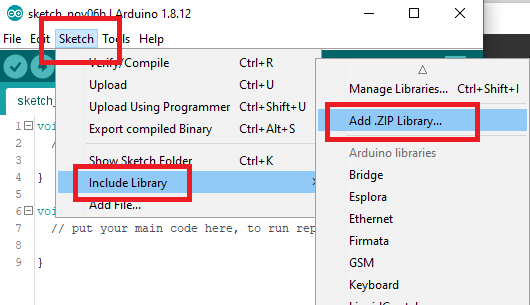 sketch_nov06b | Arduino 1.8.12
File Edit Sketch Tools Help
Verify/Compile Ctrl+R
Upload Ctrl+U
Upload Using Programmer Ctrl+Shift+U
Export compiled Binary Ctrl+Alt+S
Show Sketch Folder Ctrl+K
Include Library
Add File...
Manage Libraries... Ctrl+Shift+I
Add .ZIP Library...
Arduino libraries
Bridge
Esplora
Ethernet
Firmata
GSM
Keyboard
sketch_
1 voi
2 /
3
4 }
5
6 voi
7 // put your main code here, to run rep
8
9 }